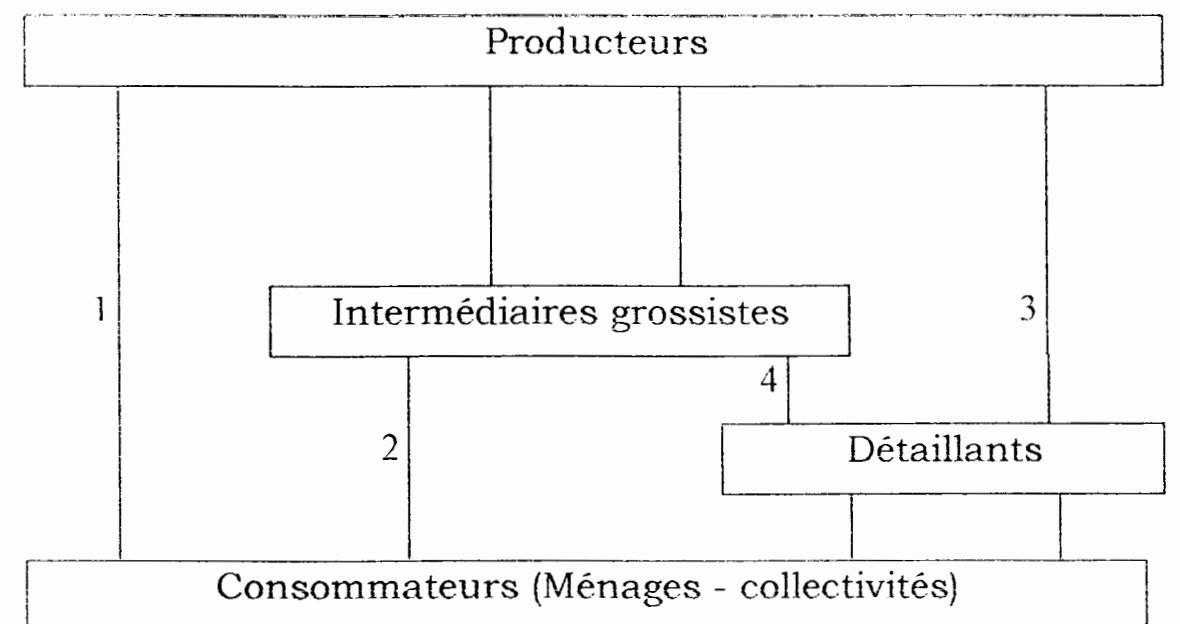 Producteurs
1
Intermédiaires grossistes
3
4
2
Détaillants
Consommateurs (Ménages - collectivités)